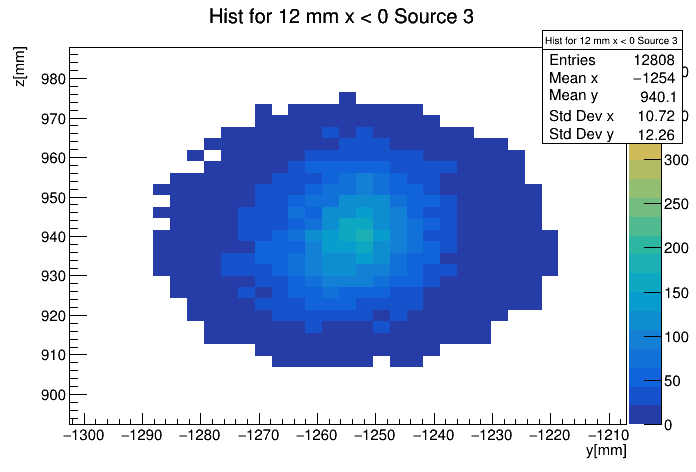 Hist for 12 mm x < 0 Source 3
z[mm]
Hist for 12 mm x < 0 Source 3
Entries 12808
Mean x −1254
Mean y 940.1
Std Dev x 10.72
Std Dev y 12.26
980
970
960
950
940
930
920
910
900
0
0
300
250
200
150
100
50
0
−1300 −1290 −1280 −1270 −1260 −1250 −1240 −1230 −1220 −1210
y[mm]